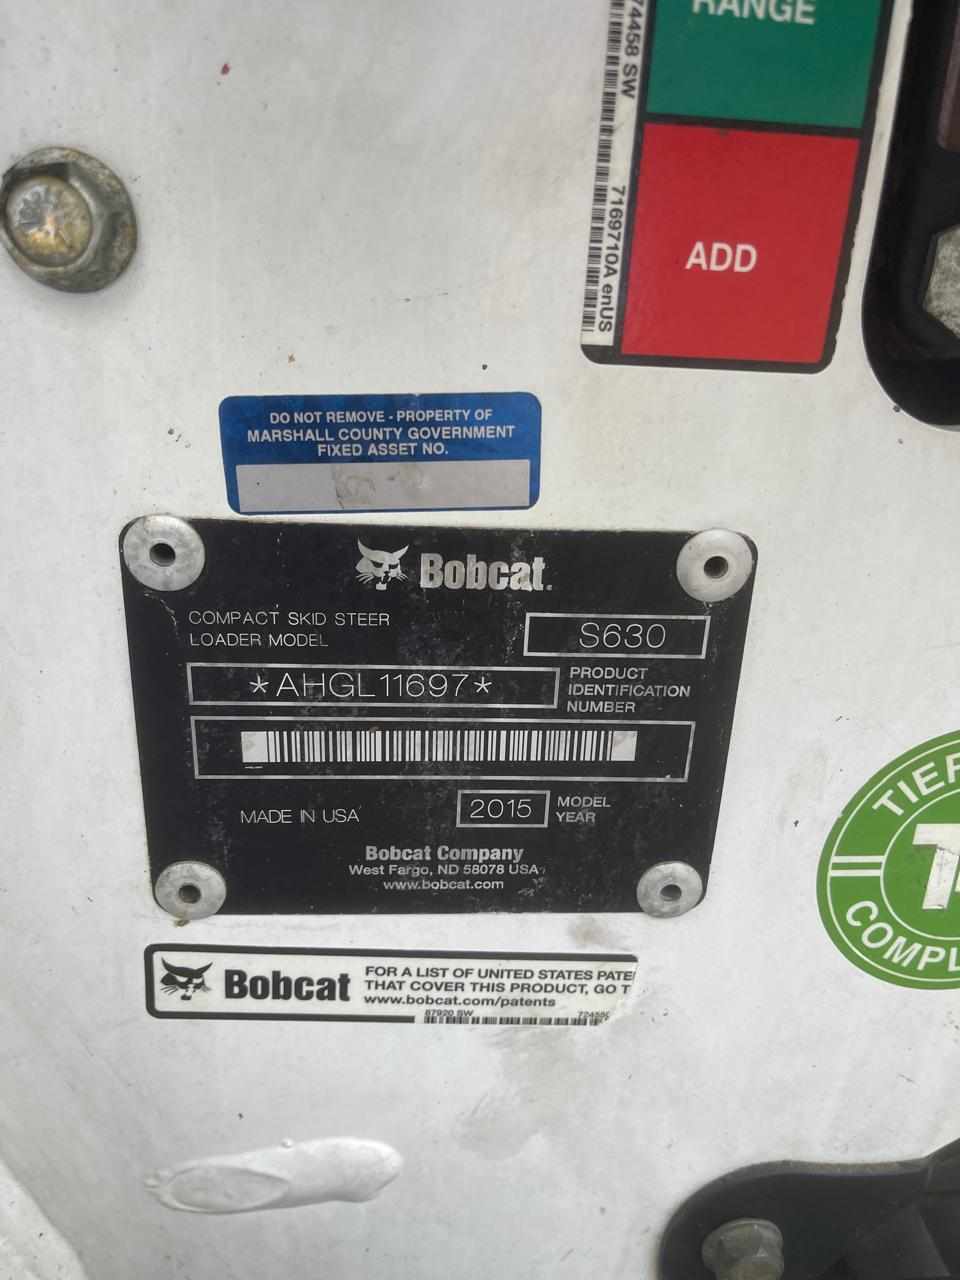 RANGE
74458 SW
7169710A enUS
ADD
DO NOT REMOVE - PROPERTY OF
MARSHALL COUNTY GOVERNMENT
FIXED ASSET NO.
Bobcat.
COMPACT SKID STEER
LOADER MODEL
S630
*AHGL11697*
PRODUCT
IDENTIFICATION
NUMBER
MADE IN USA
2015
MODEL
YEAR
Bobcat Company
West Fargo, ND 58078 USA
www.bobcat.com
TIER
COMPL
Bobcat
FOR A LIST OF UNITED STATES PATE
THAT COVER THIS PRODUCT, GO T
www.bobcat.com/patents
87920 SW